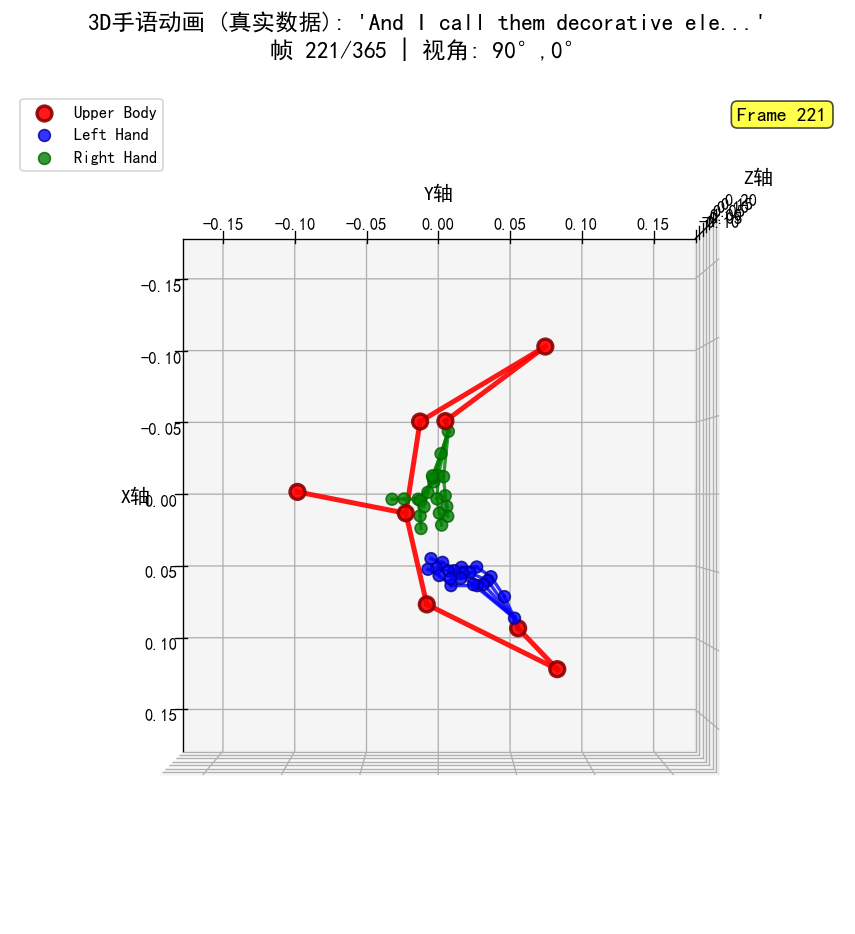 3D手语动画 (真实数据): 'And I call them decorative ele...'
帧 221/365 | 视角: 90°,0°
Upper Body
Left Hand
Right Hand
Frame 221
Z轴
Y轴
-0.15 -0.10 -0.05 0.00 0.05 0.10 0.15
-0.15
-0.10
-0.05
X轴
0.00
0.05
0.10
0.15